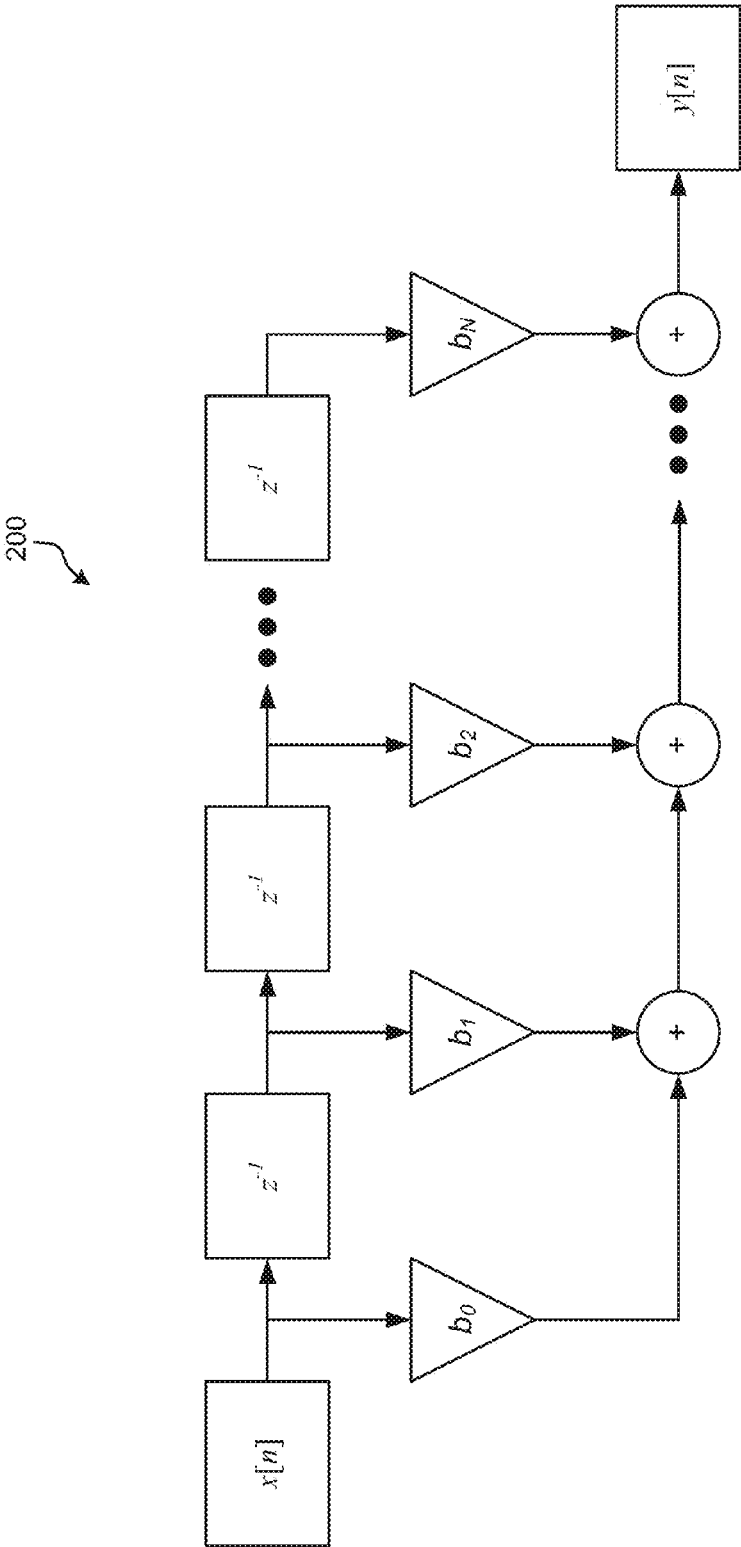 200
x[n]
z⁻¹
z⁻¹
z⁻¹
b₀
b₁
b₂
b_N
+
+
+
y[n]